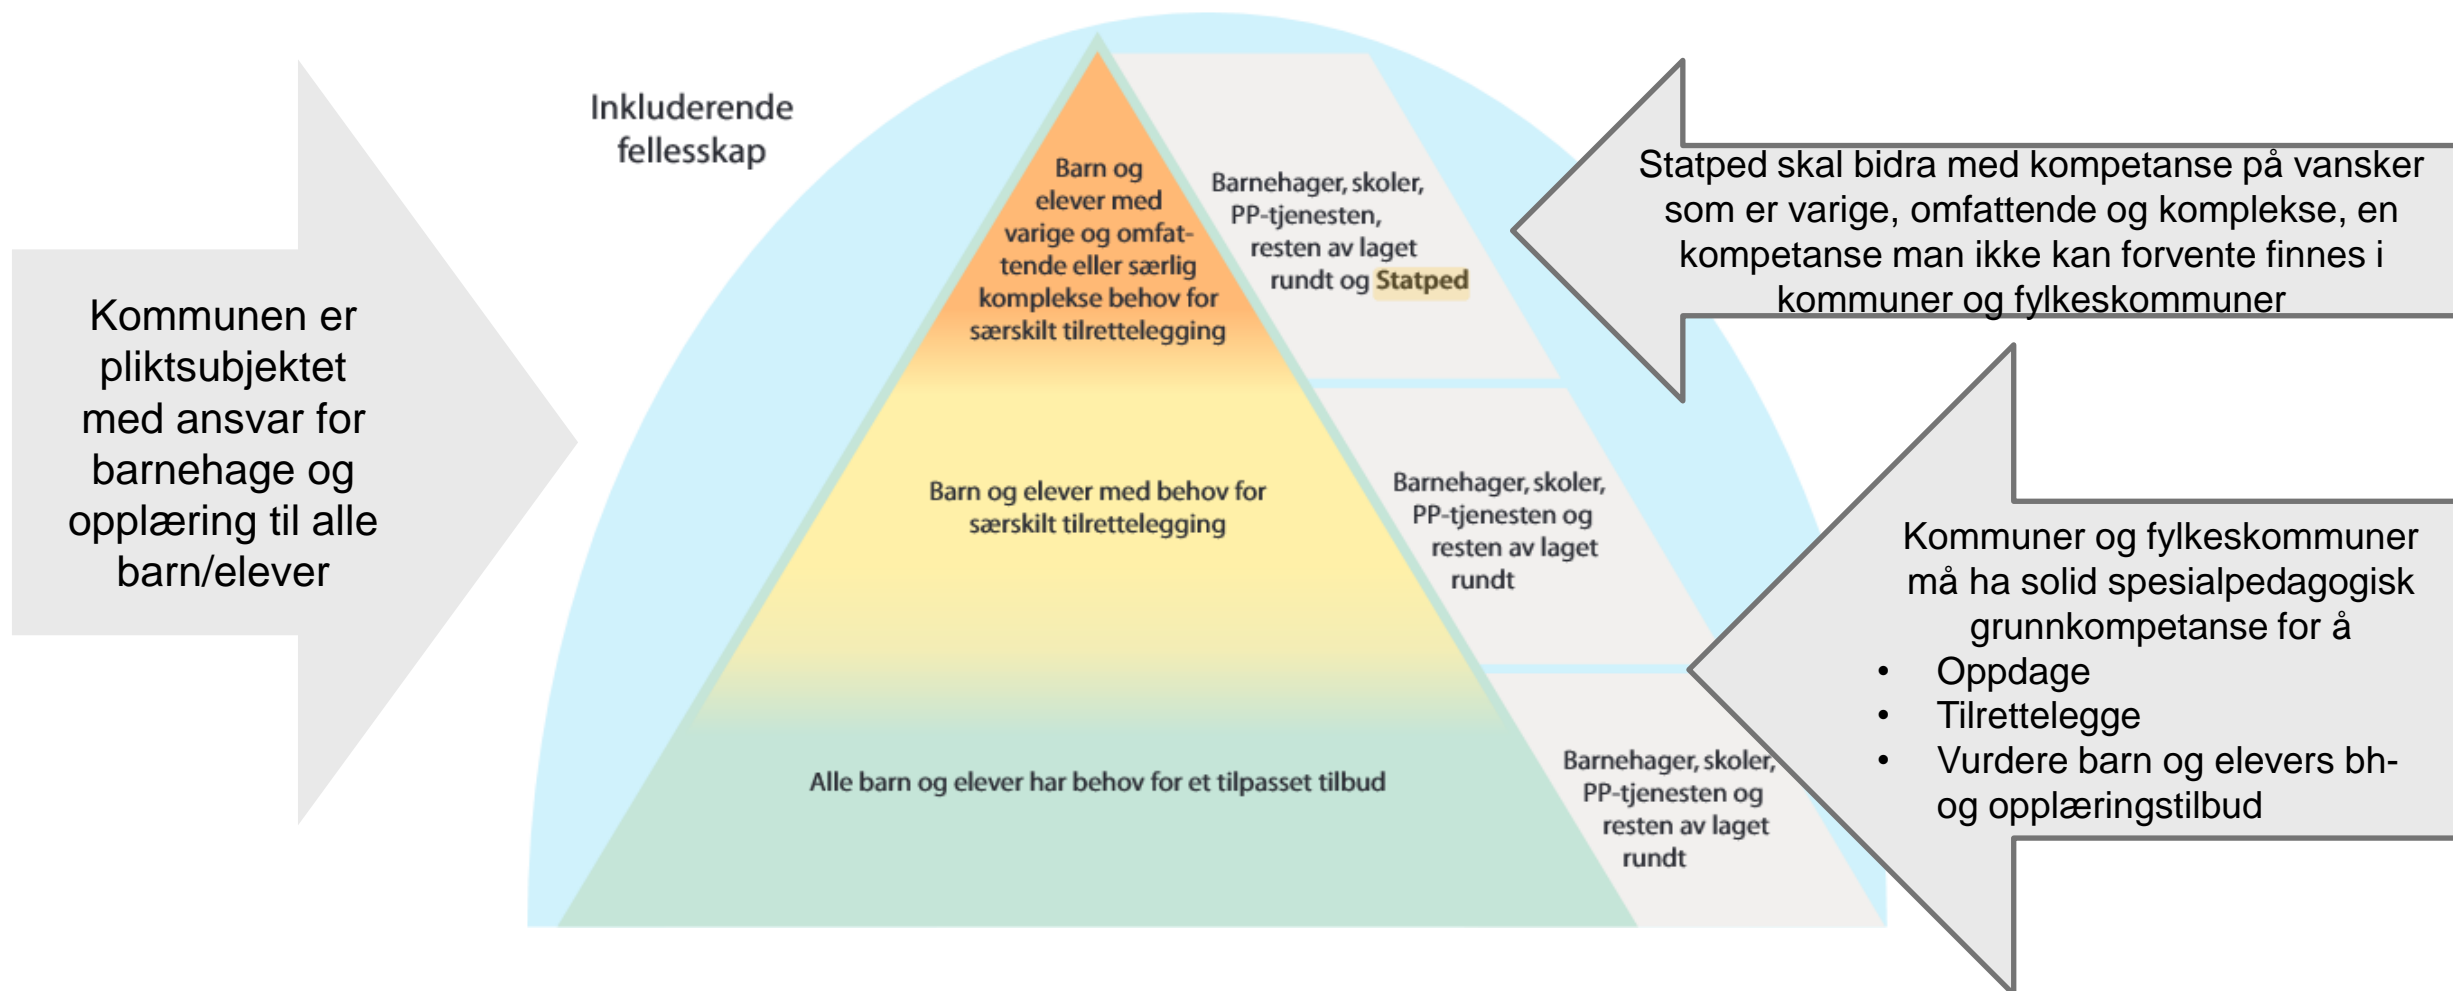 Kommunen er
pliktsubjektet
med ansvar for
barnehage og
opplæring til alle
barn/elever
Inkluderende
fellesskap
Barn og
elever med
varige og omfat-
tende eller særlig
komplekse behov for
særskilt tilrettelegging
Barnehager, skoler,
PP-tjenesten,
resten av laget
rundt og Statped
Statped skal bidra med kompetanse på vansker
som er varige, omfattende og komplekse, en
kompetanse man ikke kan forvente finnes i
kommuner og fylkeskommuner
Barn og elever med behov for
særskilt tilrettelegging
Barnehager, skoler,
PP-tjenesten og
resten av laget
rundt
Kommuner og fylkeskommuner
må ha solid spesialpedagogisk
grunnkompetanse for å
• Oppdage
• Tilrettelegge
• Vurdere barn og elevers bh-
og opplæringstilbud
Alle barn og elever har behov for et tilpasset tilbud
Barnehager, skoler,
PP-tjenesten og
resten av laget
rundt